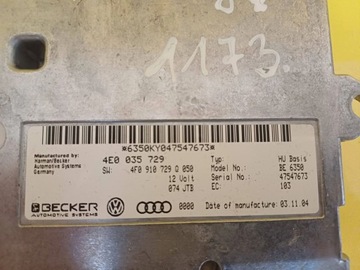 1173.
*6350KY047547673*
Manufactured by:
Harman/Becker
Automotive Systems
Germany
4E0 035 729
SW: 4F0 910 729 Q 050
12 Volt
074 JTB
Typ: HU Basis
Model No.: BE 6350
Serial No.: 47547673
EC: 103
BECKER
AUTOMOTIVE SYSTEMS
0000
Date of manufacture: 03.11.04